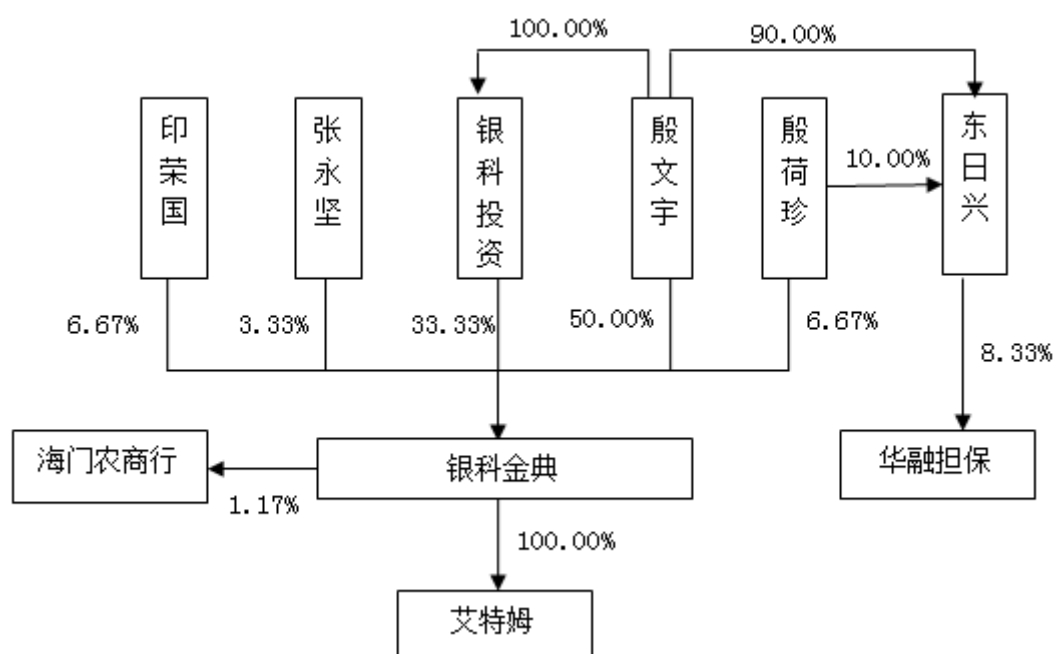 100.00%
90.00%
印荣国
张永坚
银科投资
殷文宇
殷荷珍
东日兴
10.00%
6.67%
3.33%
33.33%
50.00%
6.67%
8.33%
海门农商行
银科金典
华融担保
1.17%
100.00%
艾特姆